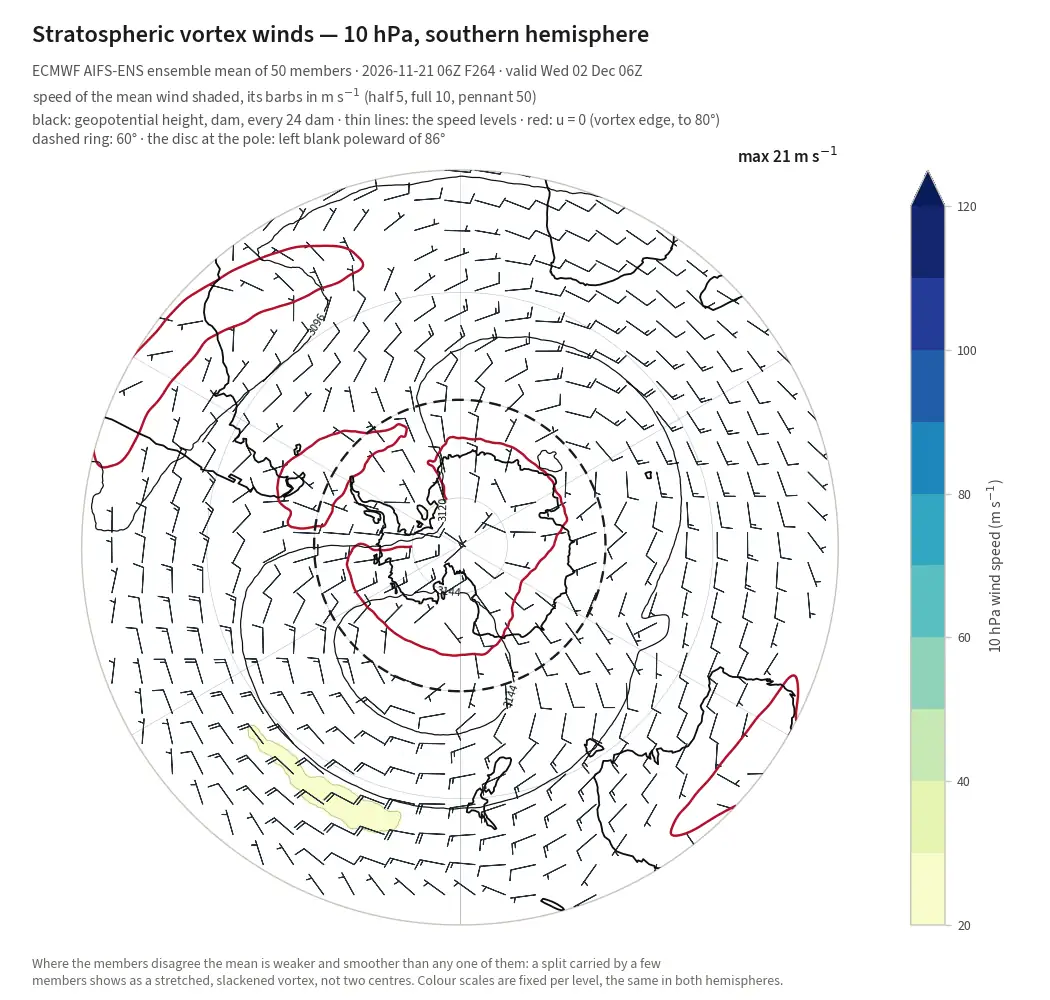 Stratospheric vortex winds — 10 hPa, southern hemisphere
ECMWF AIFS-ENS ensemble mean of 50 members · 2026-11-21 06Z F264 · valid Wed 02 Dec 06Z
speed of the mean wind shaded, its barbs in m s⁻¹ (half 5, full 10, pennant 50)
black: geopotential height, dam, every 24 dam · thin lines: the speed levels · red: u = 0 (vortex edge, to 80°)
dashed ring: 60° · the disc at the pole: left blank poleward of 86°
max 21 m s⁻¹
120
100
80
60
40
20
10 hPa wind speed (m s⁻¹)
3096
3120
3144
3144
Where the members disagree the mean is weaker and smoother than any one of them: a split carried by a few
members shows as a stretched, slackened vortex, not two centres. Colour scales are fixed per level, the same in both hemispheres.